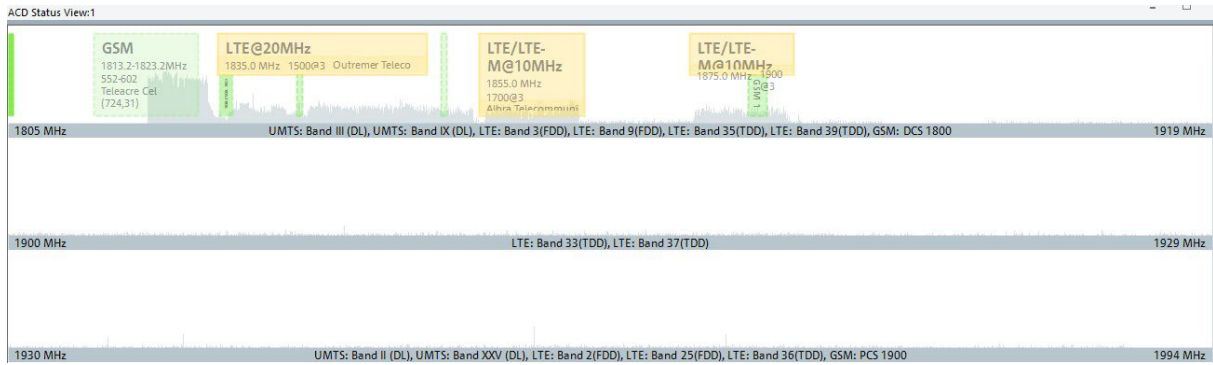 ACD Status View:1
GSM
1813.2-1823.2MHz
552-602
Teleacre Cel
(724,31)
LTE@20MHz
1835.0 MHz 1500@3 Outremer Teleco
LTE/LTE-
M@10MHz
1855.0 MHz
1700@3
Albra Telecommuni
LTE/LTE-
M@10MHz
1875.0 MHz 1900
@3
GSM 1
1805 MHz UMTS: Band III (DL), UMTS: Band IX (DL), LTE: Band 3(FDD), LTE: Band 9(FDD), LTE: Band 35(TDD), LTE: Band 39(TDD), GSM: DCS 1800 1919 MHz
1900 MHz LTE: Band 33(TDD), LTE: Band 37(TDD) 1929 MHz
1930 MHz UMTS: Band II (DL), UMTS: Band XXV (DL), LTE: Band 2(FDD), LTE: Band 25(FDD), LTE: Band 36(TDD), GSM: PCS 1900 1994 MHz